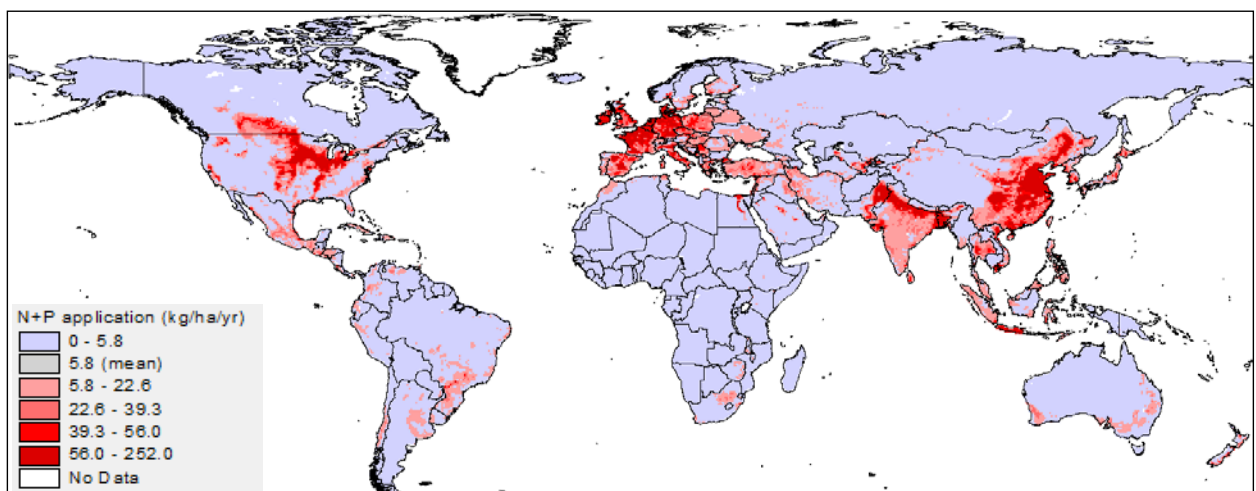 N+P application (kg/ha/yr)
0 - 5.8
5.8 (mean)
5.8 - 22.6
22.6 - 39.3
39.3 - 56.0
56.0 - 252.0
No Data